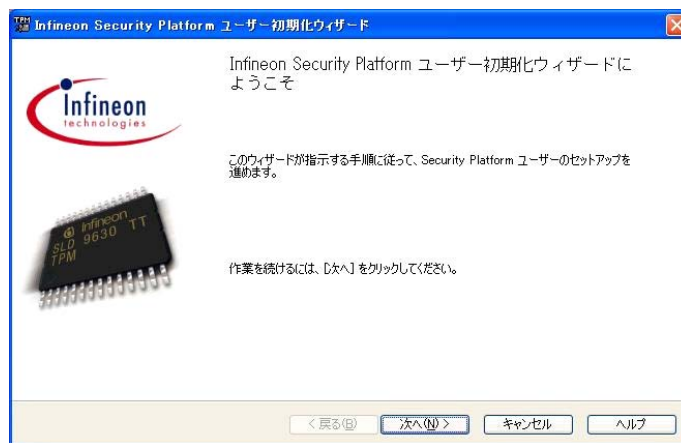 Infineon Security Platform ユーザー初期化ウィザード
Infineon Security Platform ユーザー初期化ウィザードに
ようこそ
Infineon
technologies
このウィザードが指示する手順に従って、Security Platform ユーザーのセットアップを
進めます。
Infineon
SLD 9630 TT
TPM
作業を続けるには、[次へ] をクリックしてください。
< 戻る(B)
次へ(N) >
キャンセル
ヘルプ